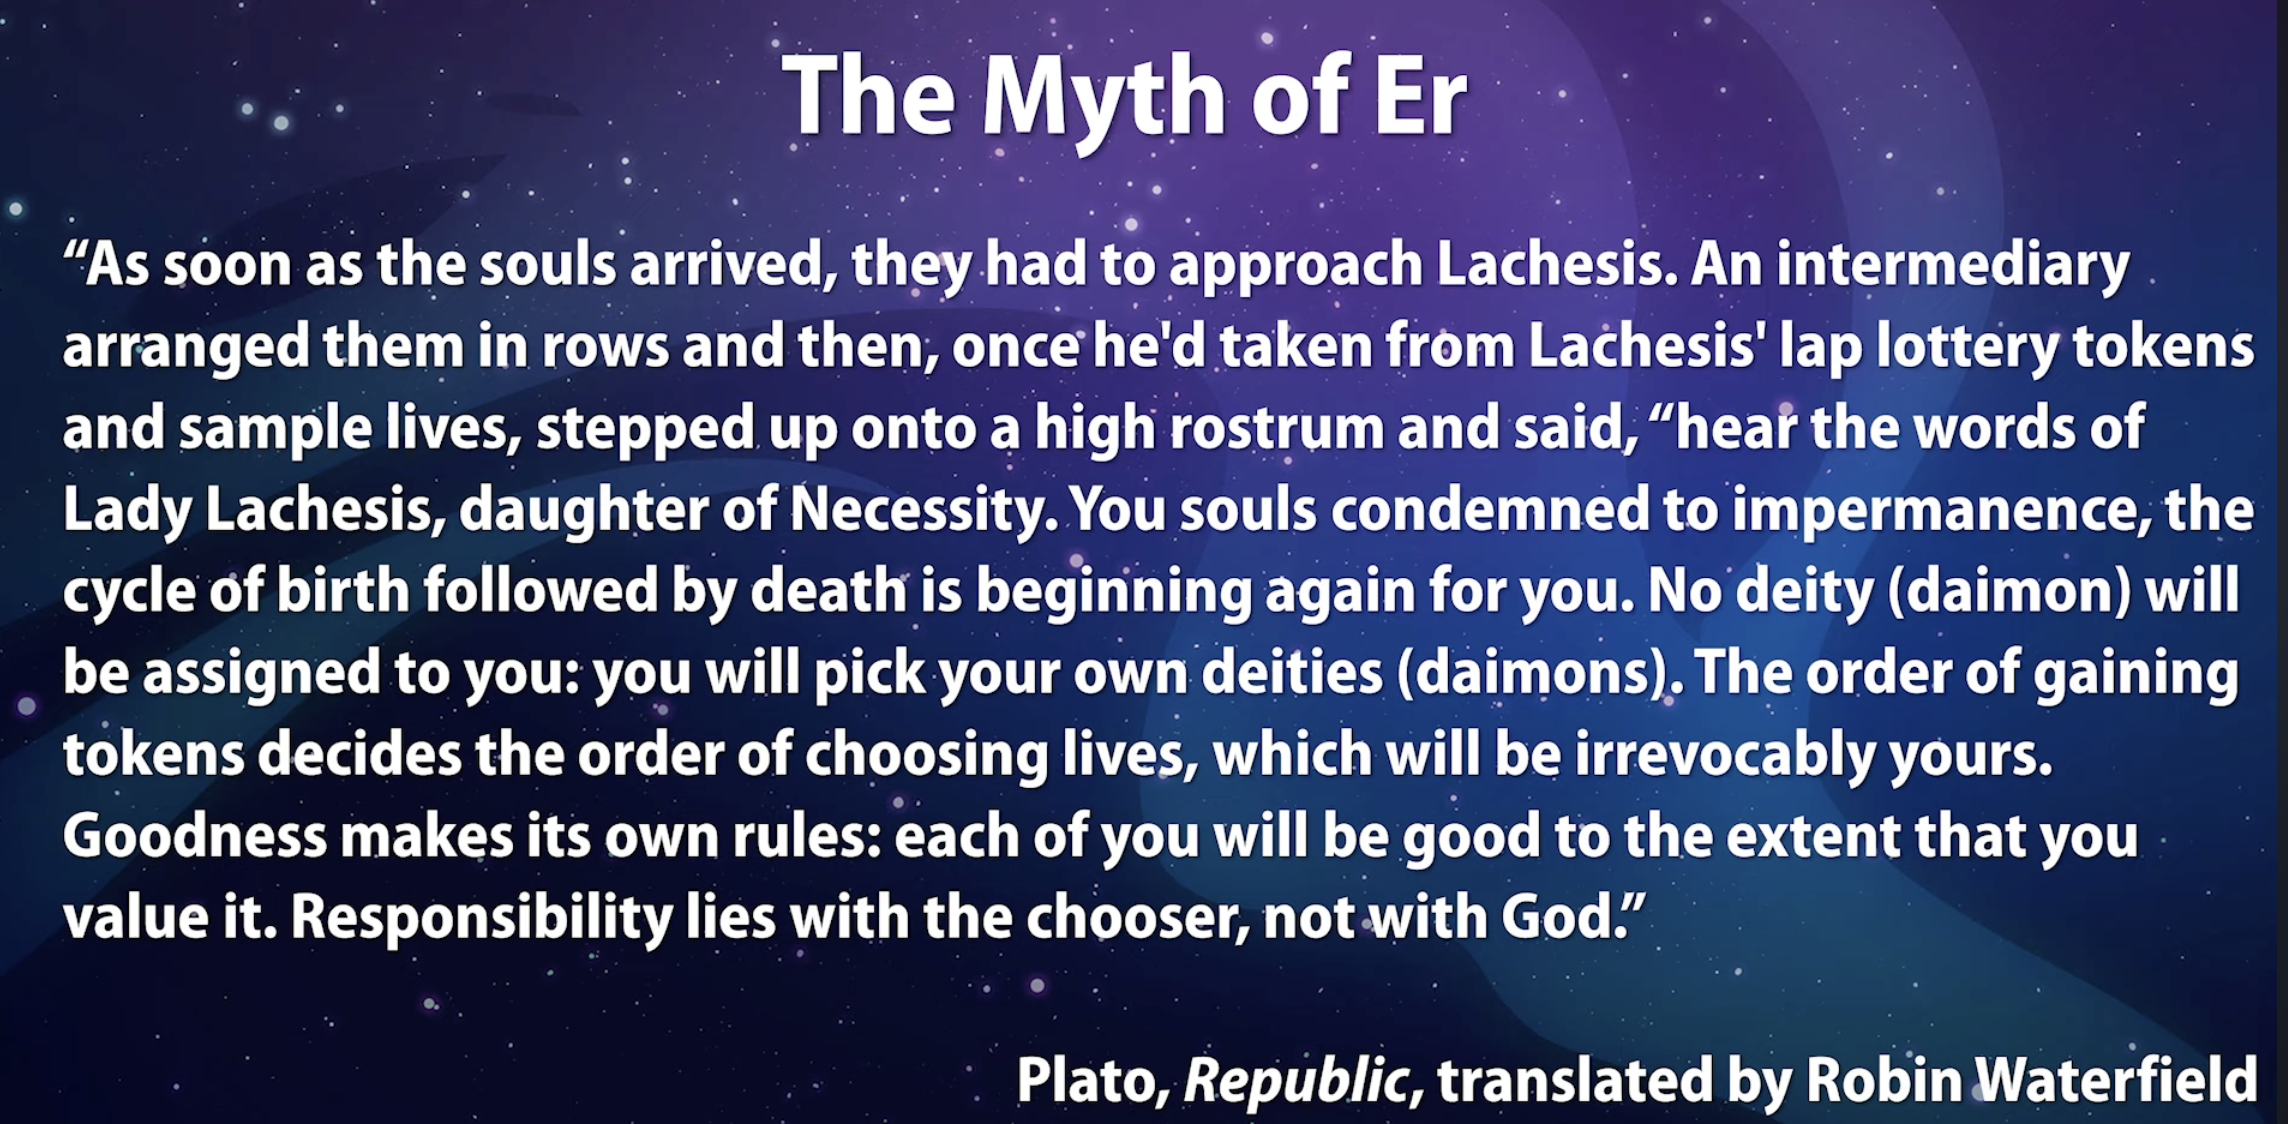 The Myth of Er
“As soon as the souls arrived, they had to approach Lachesis. An intermediary
arranged them in rows and then, once he'd taken from Lachesis' lap lottery tokens
and sample lives, stepped up onto a high rostrum and said, “hear the words of
Lady Lachesis, daughter of Necessity. You souls condemned to impermanence, the
cycle of birth followed by death is beginning again for you. No deity (daimon) will
be assigned to you: you will pick your own deities (daimons). The order of gaining
tokens decides the order of choosing lives, which will be irrevocably yours.
Goodness makes its own rules: each of you will be good to the extent that you
value it. Responsibility lies with the chooser, not with God.”
Plato, Republic, translated by Robin Waterfield